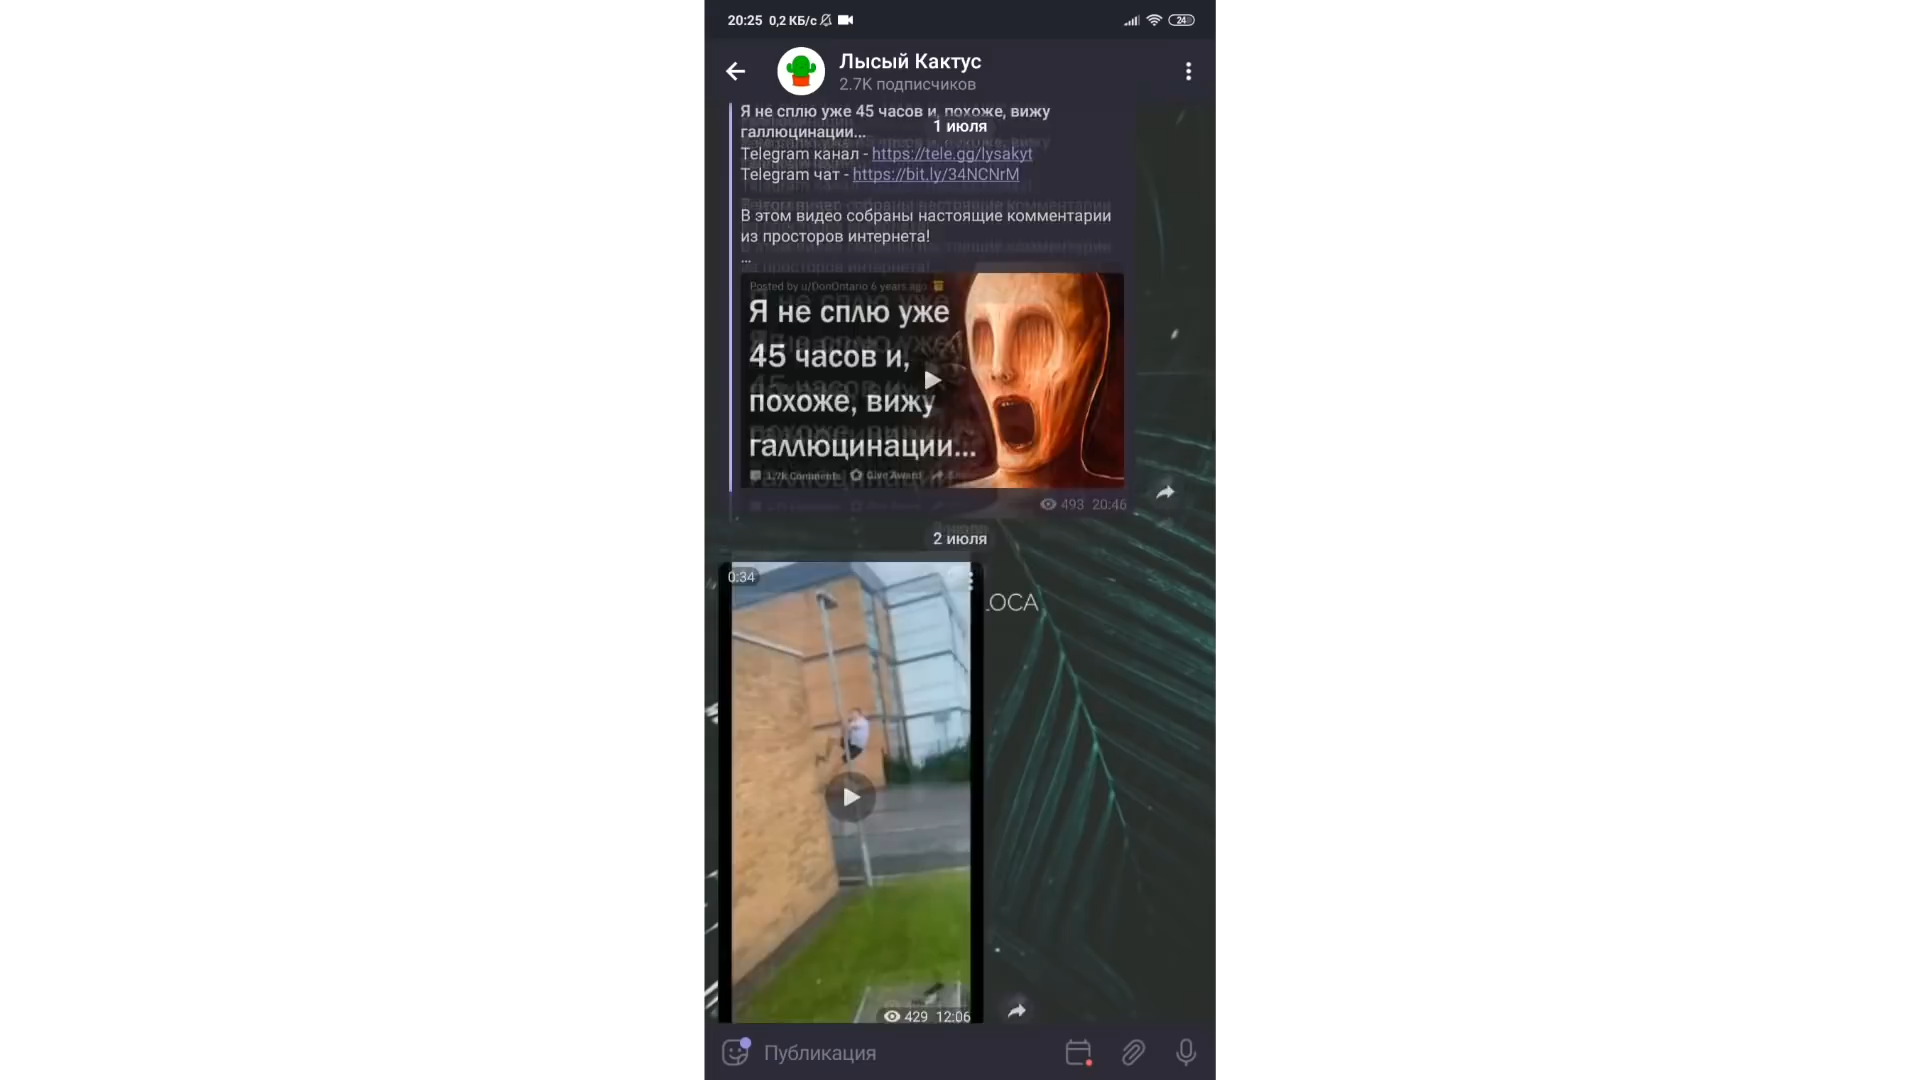 20:25 0,2 КБ/с
24
Лысый Кактус
2.7K подписчиков
Я не сплю уже 45 часов и, похоже, вижу
галлюцинации...
1 июля
Telegram канал - https://tele.gg/lysakyt
Telegram чат - https://bit.ly/34NCNrM
В этом видео собраны настоящие комментарии
из просторов интернета!
...
Posted by u/DonOntario 6 years ago
Я не сплю уже
45 часов и,
похоже, вижу
галлюцинации...
1.7K Comments Give Award
493 20:46
2 июля
0:34
LOCA
429 12:06
Публикация